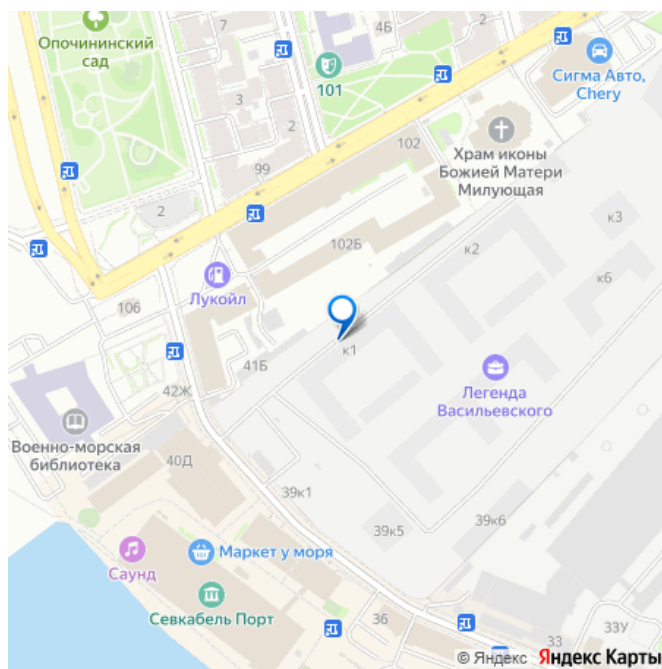 Опочининский
сад
7
4Б
2
Сигма Авто,
Chery
101
3
2
102
Храм иконы
Божией Матери
Милующая
99
2
к3
102Б
к2
к6
Лукойл
106
к1
41Б
Легенда
Васильевского
42Ж
Военно-морская
библиотека
40Д
39к1
39к5
39к6
Маркет у моря
Саунд
Севкабель Порт
36
33
33У
© Яндекс Яндекс Карты